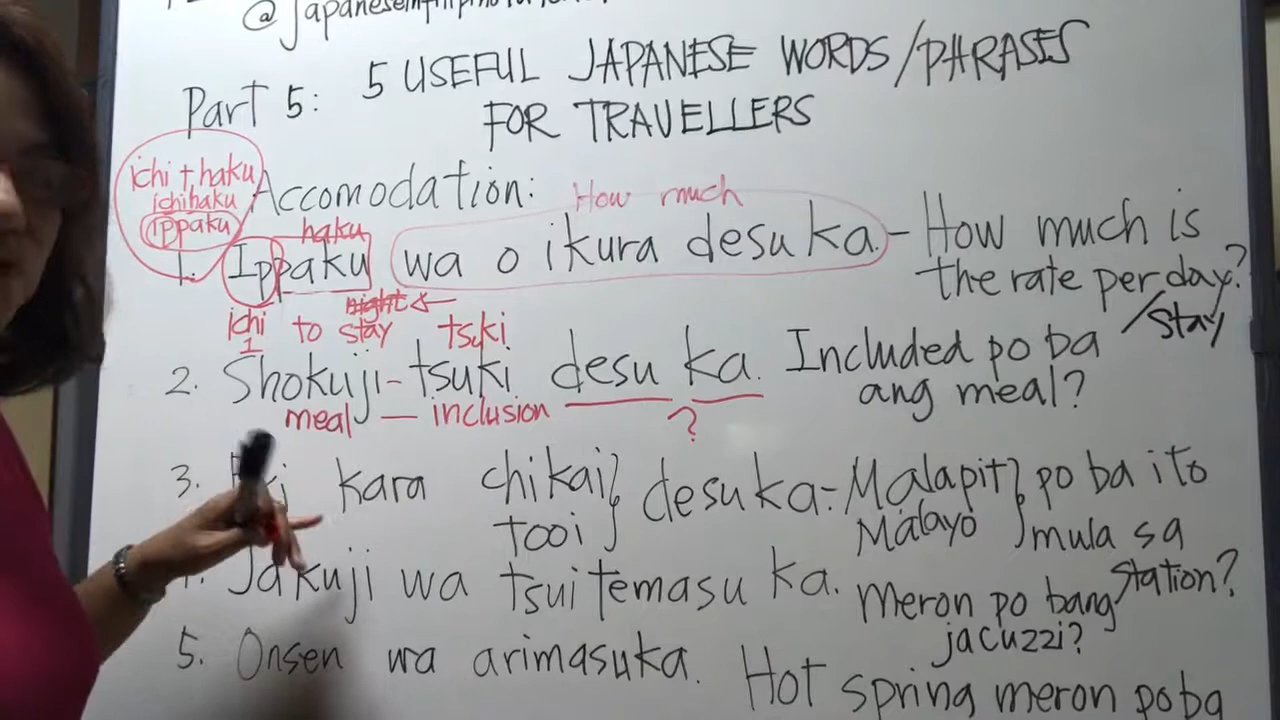 Part 5: 5 USEFUL JAPANESE WORDS/PHRASES
FOR TRAVELLERS
ichi + haku
ichihaku
ippaku
Accomodation:
How much
haku
1. Ippaku wa o ikura desu ka. - How much is
the rate per day?
/stay
ichi
1
to stay
night ←
tsuki
2. Shokuji-tsuki desu ka. Included po ba
ang meal?
meal — inclusion
?
3. kara chikai} desuka:- Malapit} po ba ito
tooi Malayo mula sa
station?
Jakuji wa tsuitemasu ka. meron po bang
jacuzzi?
5. Onsen wa arimasuka. Hot spring meron po ba